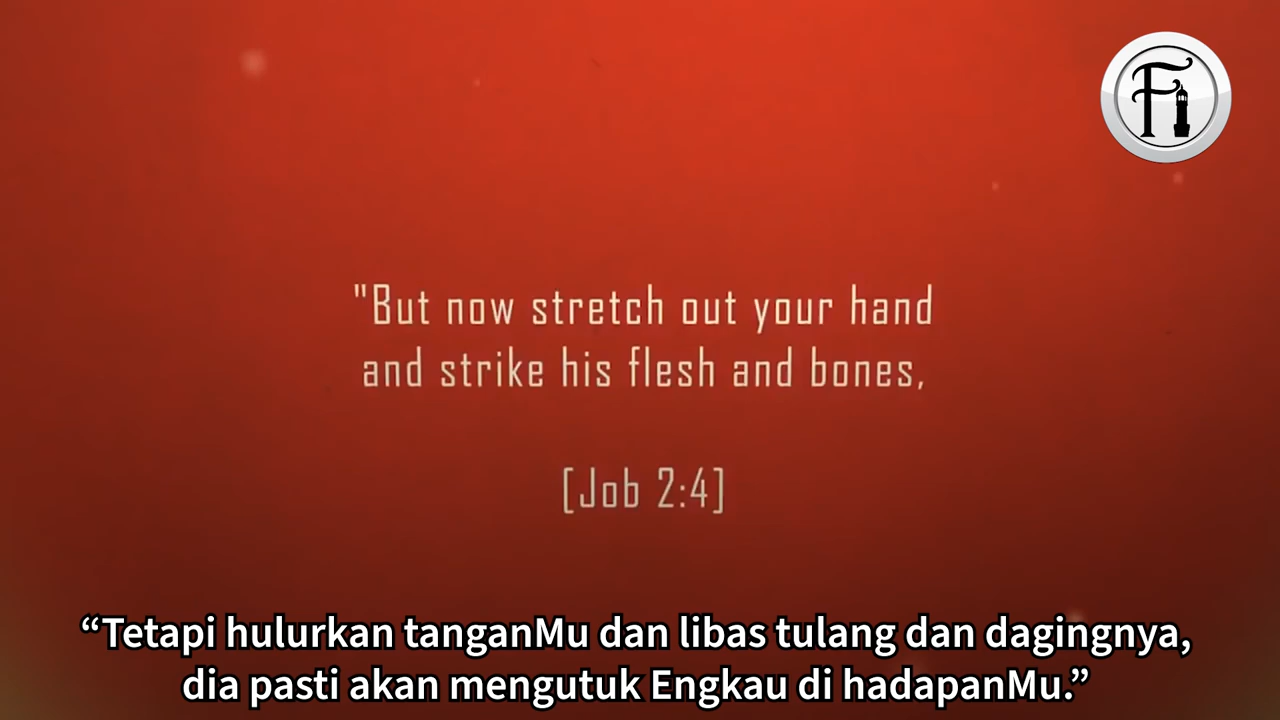 Fi
"But now stretch out your hand
and strike his flesh and bones,
[Job 2:4]
“Tetapi hulurkan tanganMu dan libas tulang dan dagingnya,
dia pasti akan mengutuk Engkau di hadapanMu.”